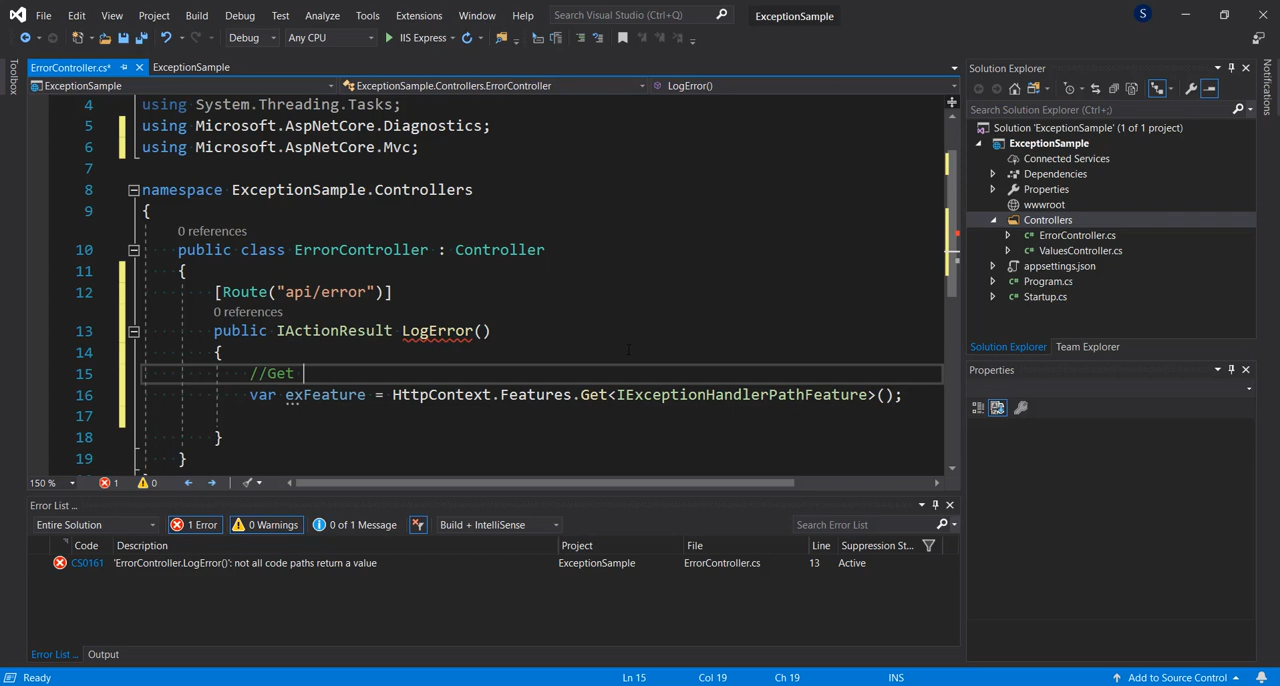 File Edit View Project Build Debug Test Analyze Tools Extensions Window Help Search Visual Studio (Ctrl+Q) ExceptionSample S
Debug Any CPU IIS Express
Toolbox
ErrorController.cs* ExceptionSample
ExceptionSample ExceptionSample.Controllers.ErrorController LogError()
4 using System.Threading.Tasks;
5 using Microsoft.AspNetCore.Diagnostics;
6 using Microsoft.AspNetCore.Mvc;
7
8 namespace ExceptionSample.Controllers
9 {
0 references
10 public class ErrorController : Controller
11 {
12 [Route("api/error")]
0 references
13 public IActionResult LogError()
14 {
15 //Get
16 var exFeature = HttpContext.Features.Get<IExceptionHandlerPathFeature>();
17
18 }
19 }
150 % 1 0
Error List ...
Entire Solution 1 Error 0 Warnings 0 of 1 Message Build + IntelliSense Search Error List
Code Description Project File Line Suppression St...
CS0161 'ErrorController.LogError()': not all code paths return a value ExceptionSample ErrorController.cs 13 Active
Error List ... Output
Solution Explorer
Search Solution Explorer (Ctrl+;)
Solution 'ExceptionSample' (1 of 1 project)
ExceptionSample
Connected Services
Dependencies
Properties
wwwroot
Controllers
C# ErrorController.cs
C# ValuesController.cs
appsettings.json
C# Program.cs
C# Startup.cs
Solution Explorer Team Explorer
Properties
Notifications
Ready Ln 15 Col 19 Ch 19 INS Add to Source Control